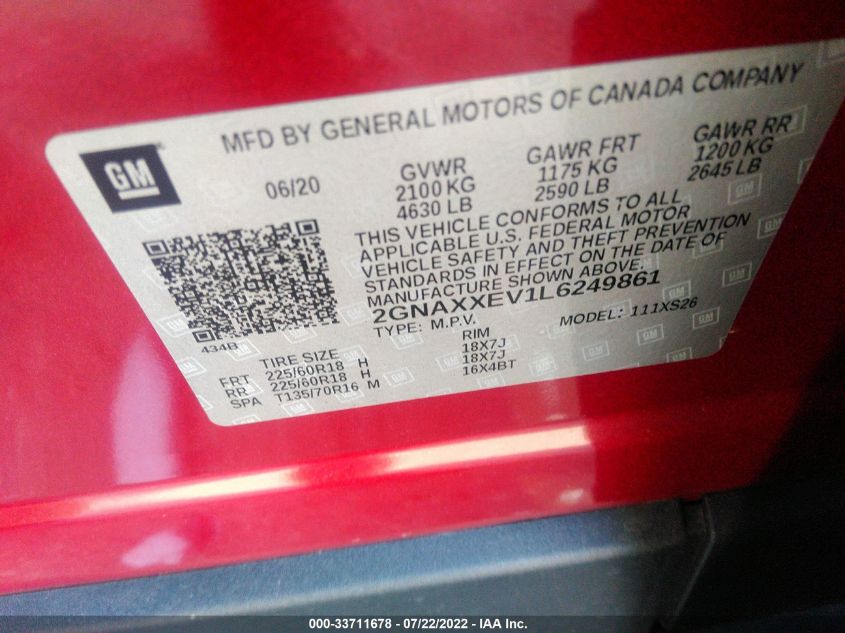 MFD BY GENERAL MOTORS OF CANADA COMPANY
GM
06/20
GVWR
2100 KG
4630 LB
GAWR FRT
1175 KG
2590 LB
GAWR RR
1200 KG
2645 LB
THIS VEHICLE CONFORMS TO ALL
APPLICABLE U.S. FEDERAL MOTOR
VEHICLE SAFETY AND THEFT PREVENTION
STANDARDS IN EFFECT ON THE DATE OF
MANUFACTURE SHOWN ABOVE.
2GNAXXEV1L6249861
TYPE: M.P.V.
MODEL: 111XS26
434B
TIRE SIZE RIM
FRT 225/60R18 H 18X7J
RR 225/60R18 H 18X7J
SPA T135/70R16 M 16X4BT
000-33711678 - 07/22/2022 - IAA Inc.